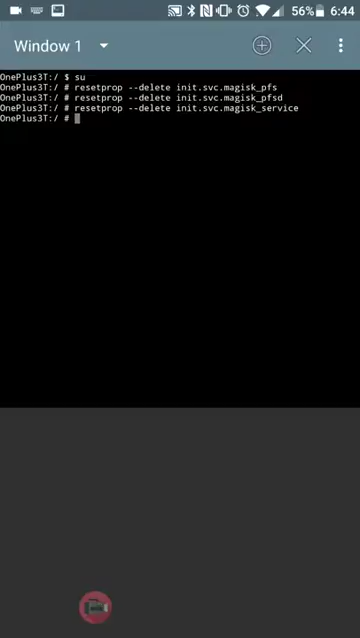 56% 6:44
Window 1
OnePlus3T:/ $ su
OnePlus3T:/ # resetprop --delete init.svc.magisk_pfs
OnePlus3T:/ # resetprop --delete init.svc.magisk_pfsd
OnePlus3T:/ # resetprop --delete init.svc.magisk_service
OnePlus3T:/ #